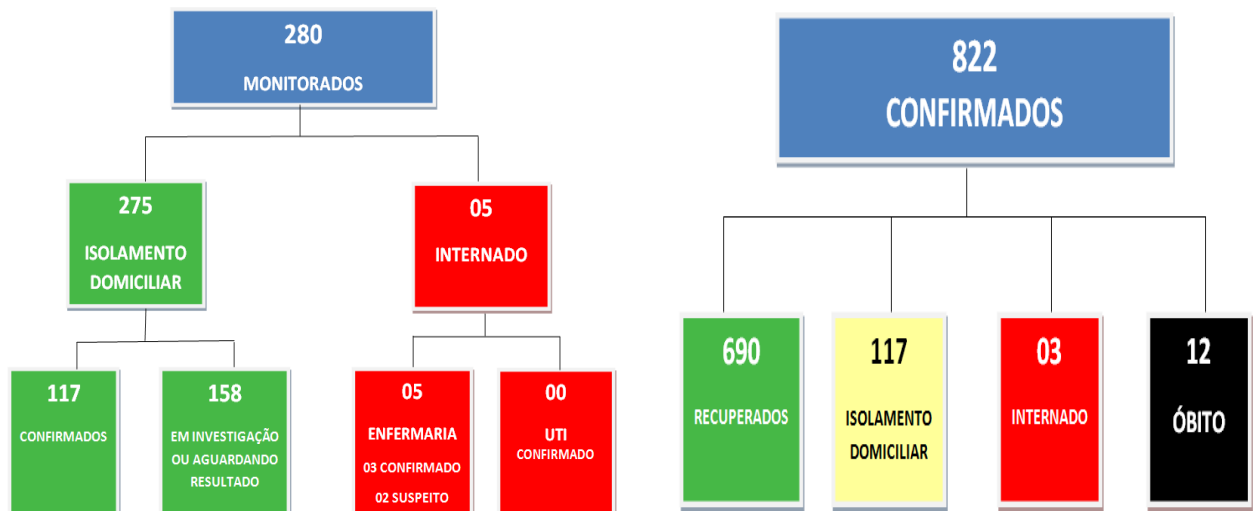 280
MONITORADOS
275
ISOLAMENTO
DOMICILIAR
05
INTERNADO
117
CONFIRMADOS
158
EM INVESTIGAÇÃO
OU AGUARDANDO
RESULTADO
05
ENFERMARIA
03 CONFIRMADO
02 SUSPEITO
00
UTI
CONFIRMADO
822
CONFIRMADOS
690
RECUPERADOS
117
ISOLAMENTO
DOMICILIAR
03
INTERNADO
12
ÓBITO